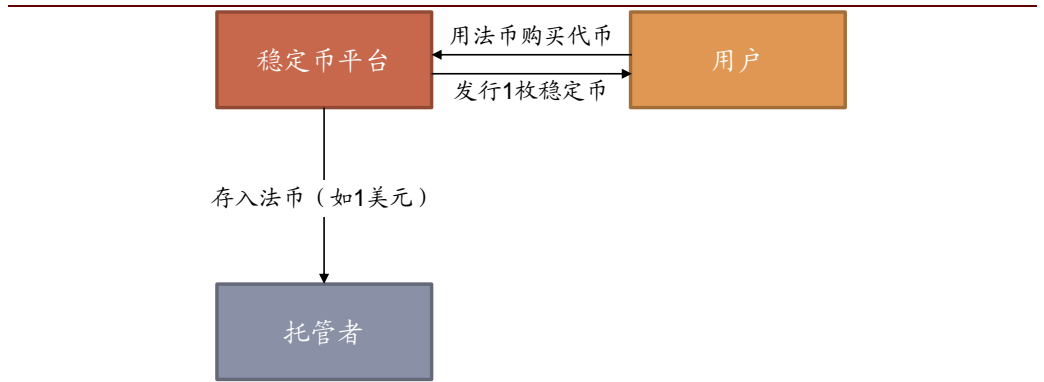 用法币购买代币
稳定币平台
用户
发行1枚稳定币
存入法币（如1美元）
托管者